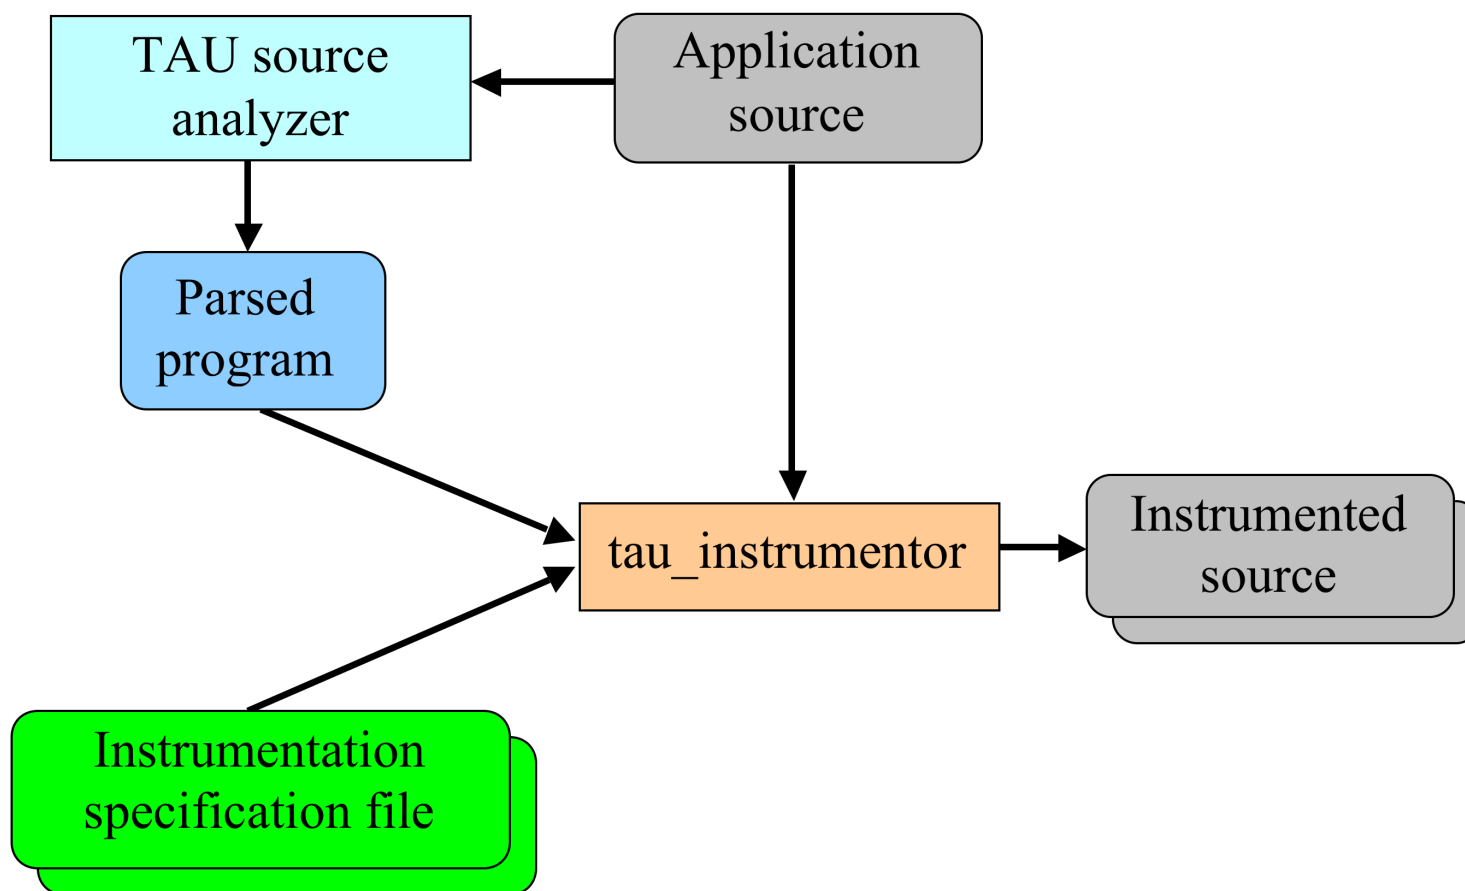 TAU source
analyzer
Application
source
Parsed
program
tau_instrumentor
Instrumented
source
Instrumentation
specification file